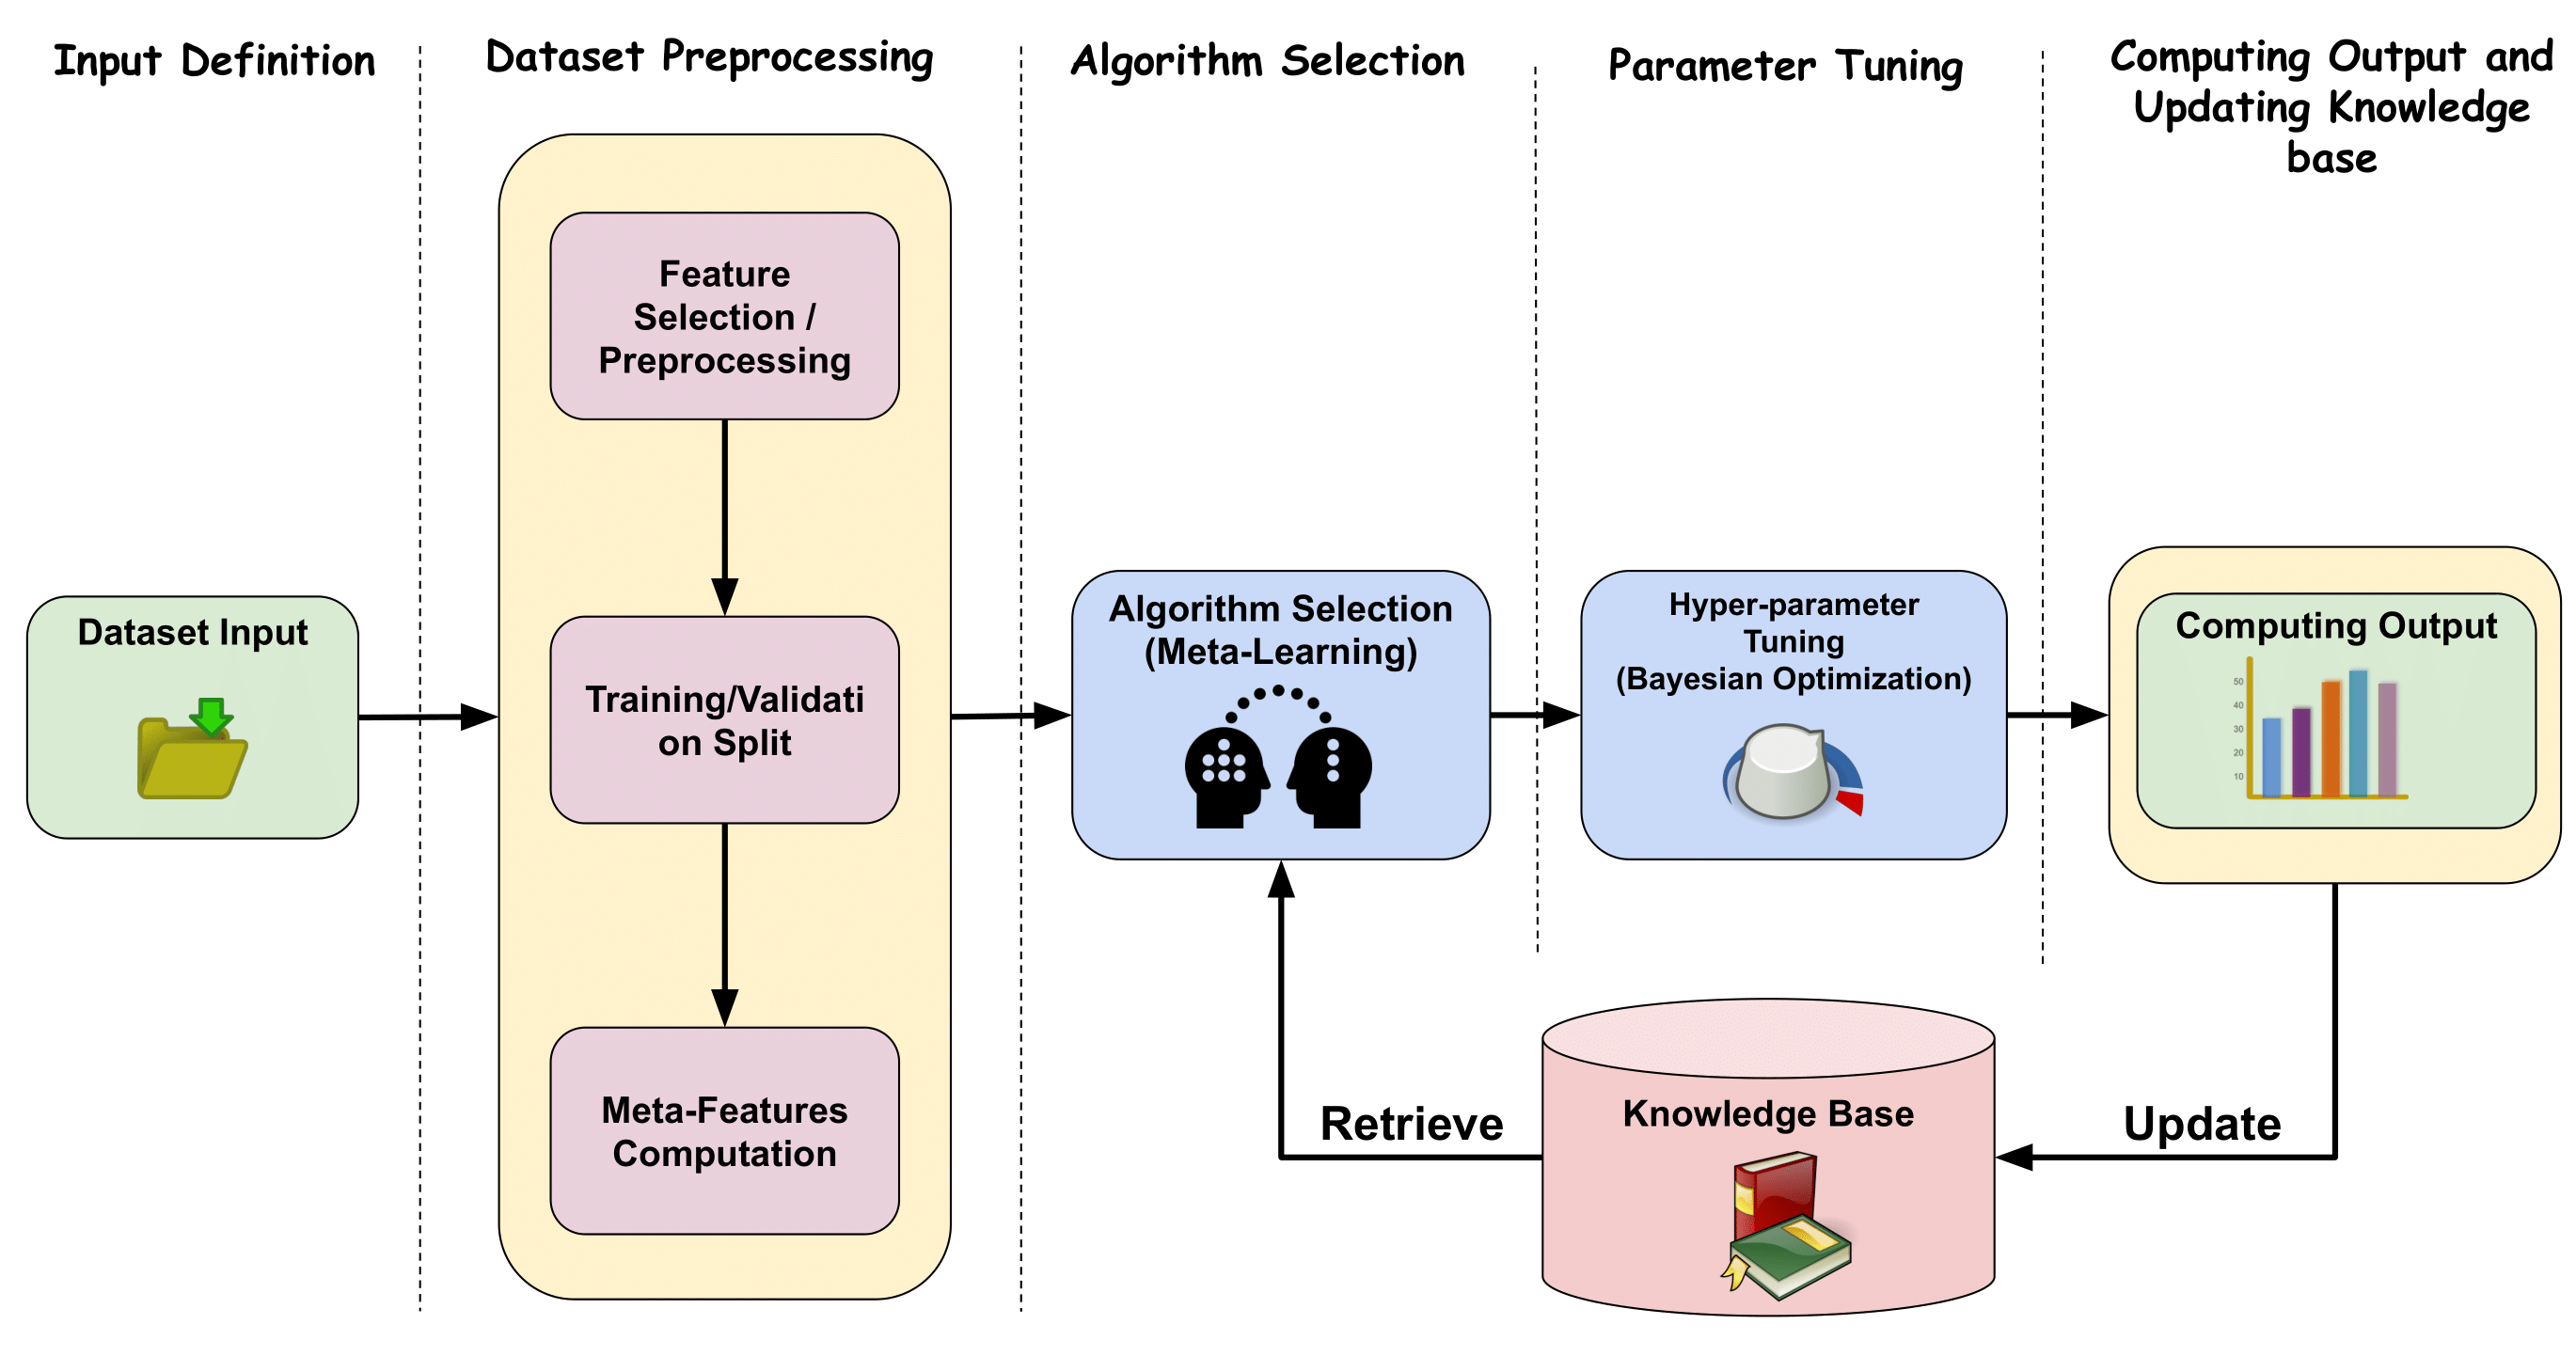 Input Definition
Dataset Preprocessing
Algorithm Selection
Parameter Tuning
Computing Output and
Updating Knowledge
base
Dataset Input
Feature
Selection /
Preprocessing
Training/Validati
on Split
Meta-Features
Computation
Algorithm Selection
(Meta-Learning)
Hyper-parameter
Tuning
(Bayesian Optimization)
Computing Output
50
40
30
20
10
Retrieve
Knowledge Base
Update